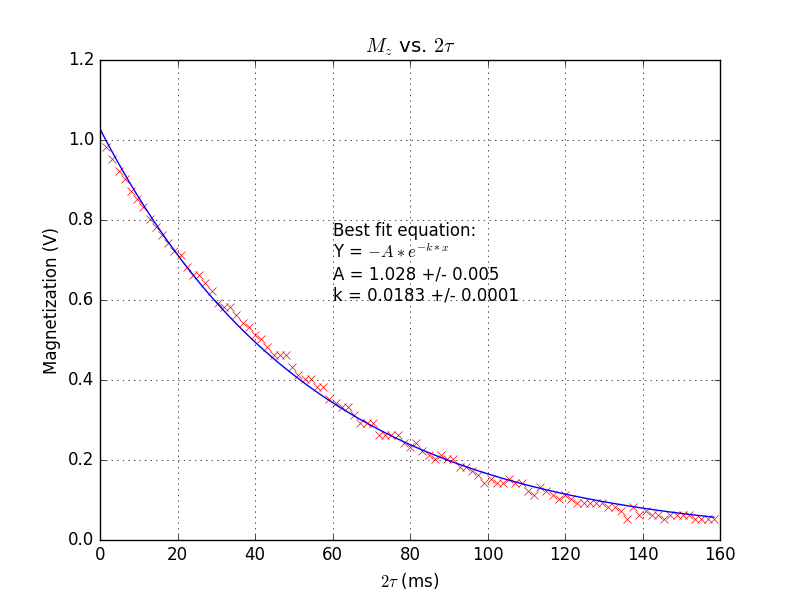 M_z vs. 2τ
1.2
1.0
0.8
0.6
0.4
0.2
0.0
Magnetization (V)
Best fit equation:
Y = −A∗e^{−k∗x}
A = 1.028 +/- 0.005
k = 0.0183 +/- 0.0001
0 20 40 60 80 100 120 140 160
2τ (ms)